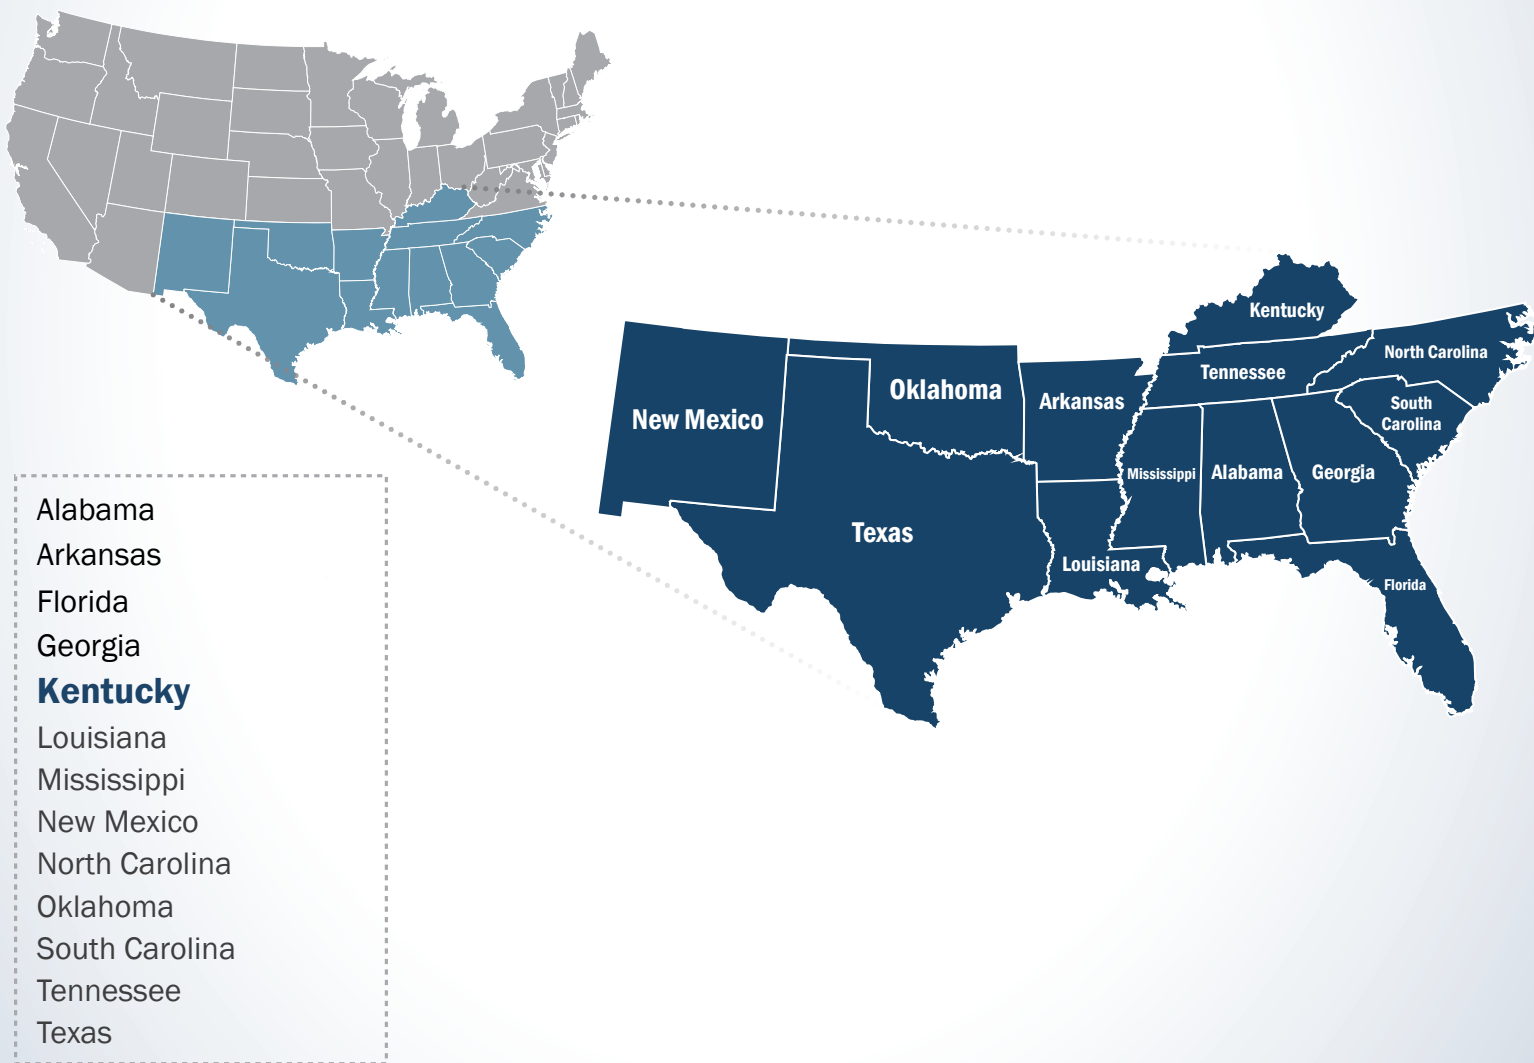 Kentucky
North Carolina
Tennessee
Oklahoma
Arkansas
New Mexico
South
Carolina
Mississippi
Alabama
Georgia
Texas
Louisiana
Florida
Alabama
Arkansas
Florida
Georgia
Kentucky
Louisiana
Mississippi
New Mexico
North Carolina
Oklahoma
South Carolina
Tennessee
Texas